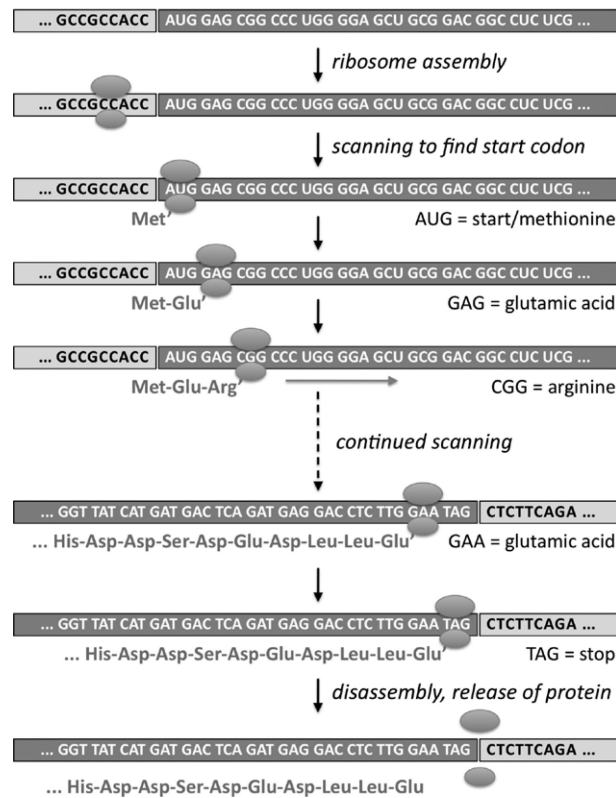 ... GCCGCCACC AUG GAG CGG CCC UGG GGA GCU GCG GAC GGC CUC UCG ...
ribosome assembly
... GCCGCCACC AUG GAG CGG CCC UGG GGA GCU GCG GAC GGC CUC UCG ...
scanning to find start codon
... GCCGCCACC AUG GAG CGG CCC UGG GGA GCU GCG GAC GGC CUC UCG ...
Met’ AUG = start/methionine
... GCCGCCACC AUG GAG CGG CCC UGG GGA GCU GCG GAC GGC CUC UCG ...
Met-Glu’ GAG = glutamic acid
... GCCGCCACC AUG GAG CGG CCC UGG GGA GCU GCG GAC GGC CUC UCG ...
Met-Glu-Arg’ CGG = arginine
continued scanning
... GGT TAT CAT GAT GAC TCA GAT GAG GAC CTC TTG GAA TAG CTCTTCAGA ...
... His-Asp-Asp-Ser-Asp-Glu-Asp-Leu-Leu-Glu’ GAA = glutamic acid
... GGT TAT CAT GAT GAC TCA GAT GAG GAC CTC TTG GAA TAG CTCTTCAGA ...
... His-Asp-Asp-Ser-Asp-Glu-Asp-Leu-Leu-Glu’ TAG = stop
disassembly, release of protein
... GGT TAT CAT GAT GAC TCA GAT GAG GAC CTC TTG GAA TAG CTCTTCAGA ...
... His-Asp-Asp-Ser-Asp-Glu-Asp-Leu-Leu-Glu